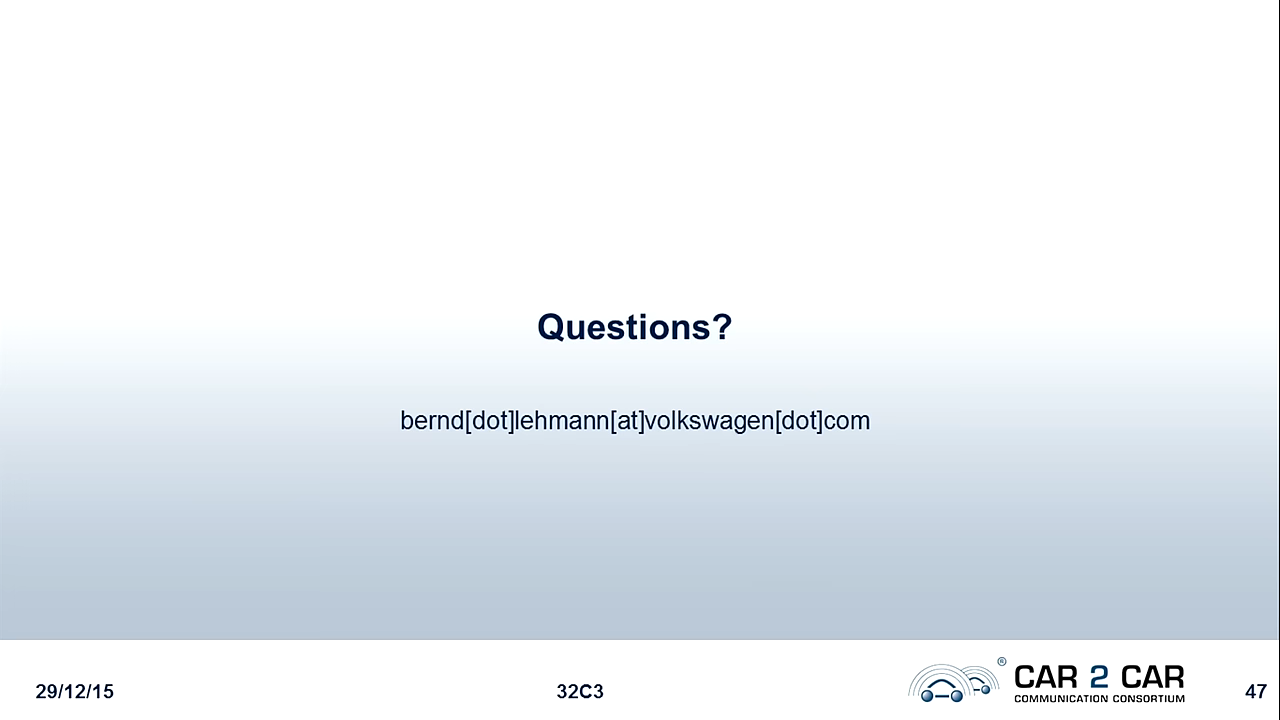 Questions?
bernd[dot]lehmann[at]volkswagen[dot]com
29/12/15
32C3
® CAR 2 CAR
COMMUNICATION CONSORTIUM
47